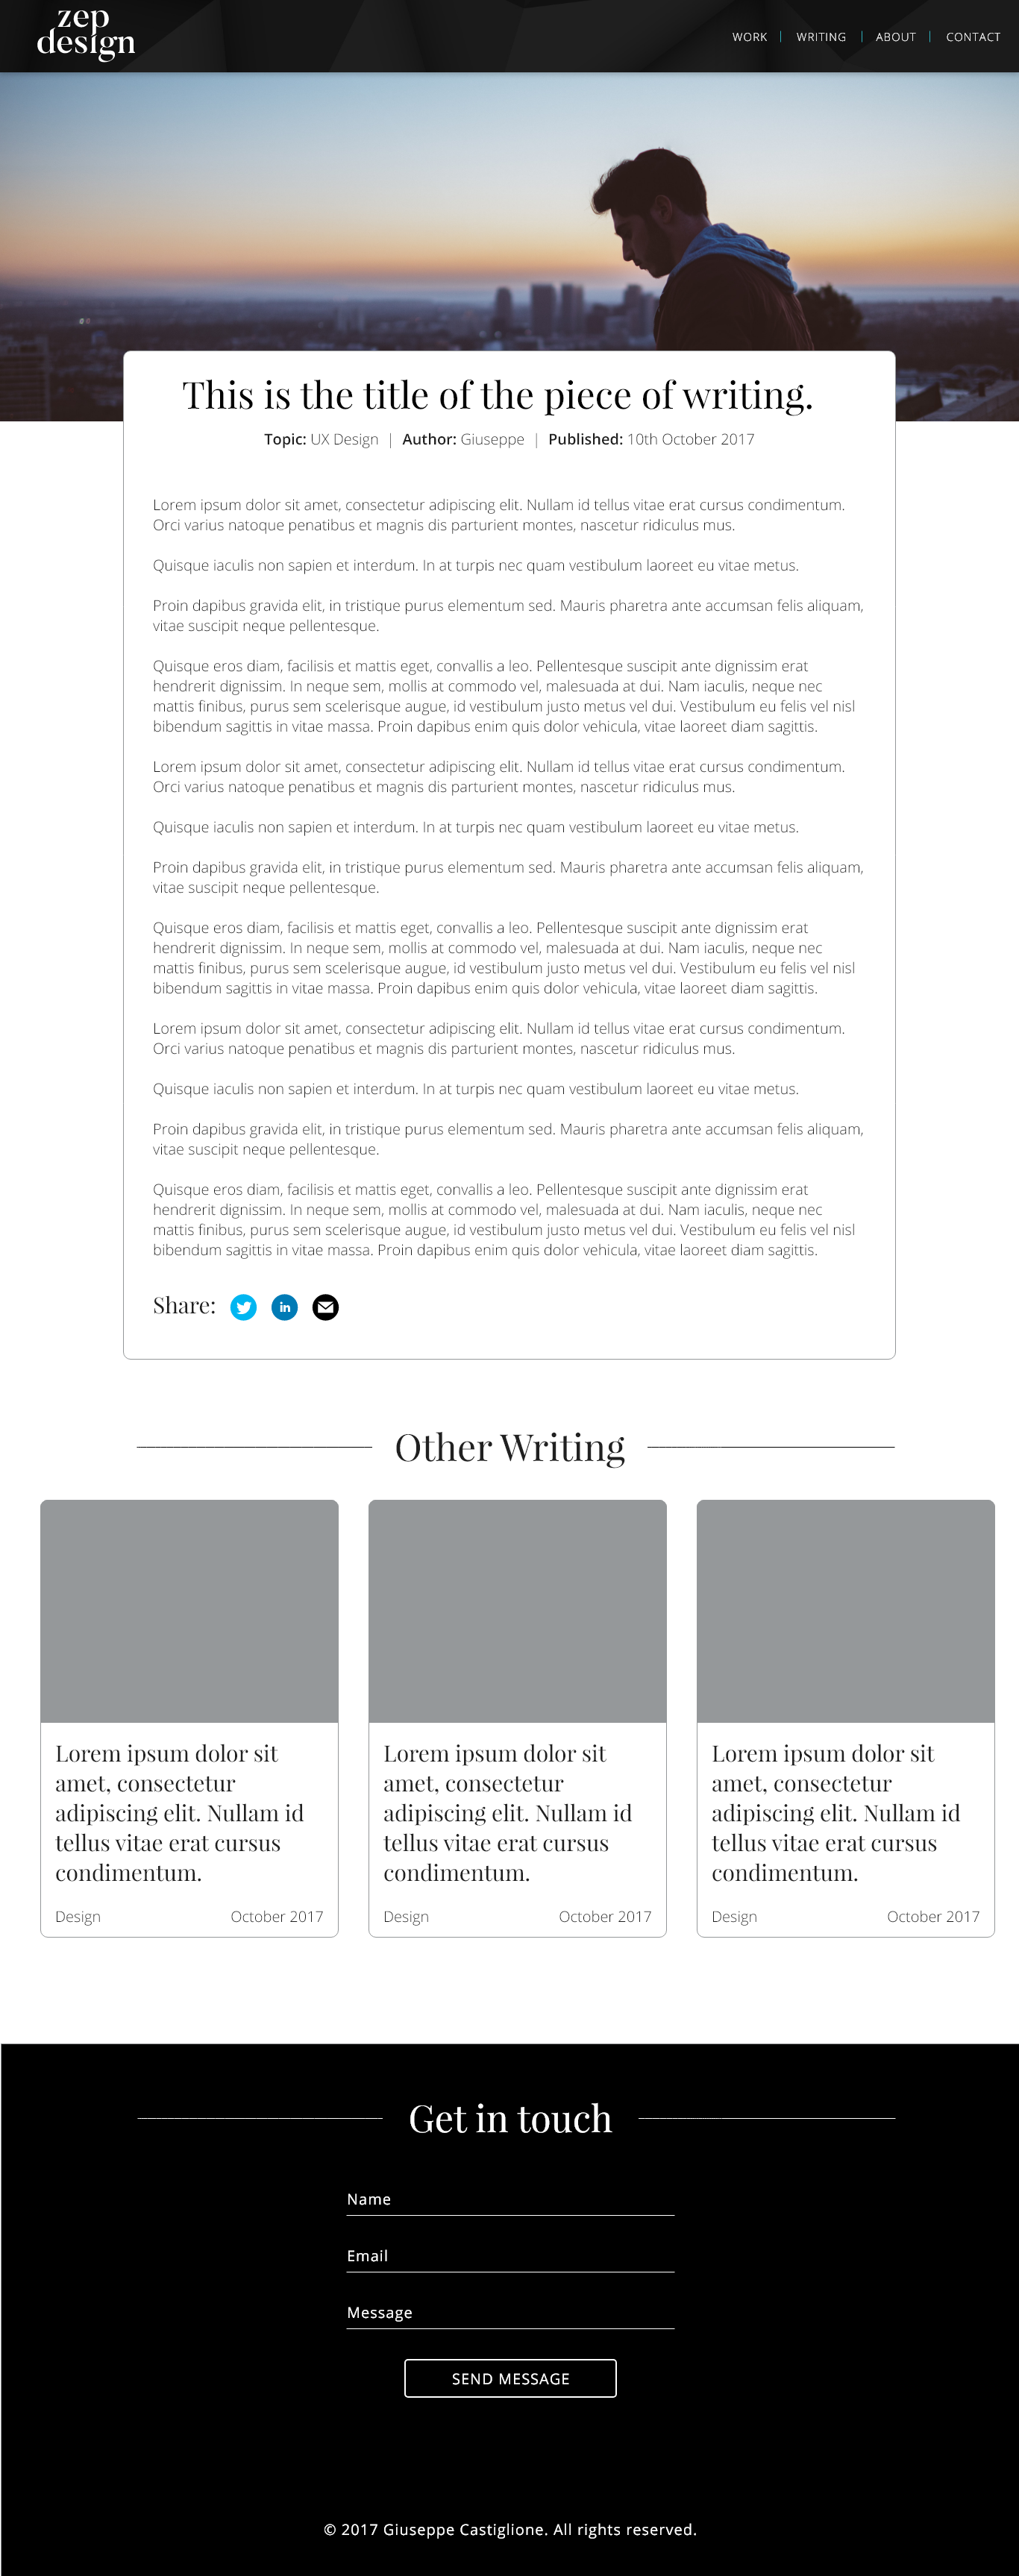 zep
design
WORK | WRITING | ABOUT | CONTACT
This is the title of the piece of writing.
Topic: UX Design | Author: Giuseppe | Published: 10th October 2017
Lorem ipsum dolor sit amet, consectetur adipiscing elit. Nullam id tellus vitae erat cursus condimentum.
Orci varius natoque penatibus et magnis dis parturient montes, nascetur ridiculus mus.
Quisque iaculis non sapien et interdum. In at turpis nec quam vestibulum laoreet eu vitae metus.
Proin dapibus gravida elit, in tristique purus elementum sed. Mauris pharetra ante accumsan felis aliquam,
vitae suscipit neque pellentesque.
Quisque eros diam, facilisis et mattis eget, convallis a leo. Pellentesque suscipit ante dignissim erat
hendrerit dignissim. In neque sem, mollis at commodo vel, malesuada at dui. Nam iaculis, neque nec
mattis finibus, purus sem scelerisque augue, id vestibulum justo metus vel dui. Vestibulum eu felis vel nisl
bibendum sagittis in vitae massa. Proin dapibus enim quis dolor vehicula, vitae laoreet diam sagittis.
Lorem ipsum dolor sit amet, consectetur adipiscing elit. Nullam id tellus vitae erat cursus condimentum.
Orci varius natoque penatibus et magnis dis parturient montes, nascetur ridiculus mus.
Quisque iaculis non sapien et interdum. In at turpis nec quam vestibulum laoreet eu vitae metus.
Proin dapibus gravida elit, in tristique purus elementum sed. Mauris pharetra ante accumsan felis aliquam,
vitae suscipit neque pellentesque.
Quisque eros diam, facilisis et mattis eget, convallis a leo. Pellentesque suscipit ante dignissim erat
hendrerit dignissim. In neque sem, mollis at commodo vel, malesuada at dui. Nam iaculis, neque nec
mattis finibus, purus sem scelerisque augue, id vestibulum justo metus vel dui. Vestibulum eu felis vel nisl
bibendum sagittis in vitae massa. Proin dapibus enim quis dolor vehicula, vitae laoreet diam sagittis.
Lorem ipsum dolor sit amet, consectetur adipiscing elit. Nullam id tellus vitae erat cursus condimentum.
Orci varius natoque penatibus et magnis dis parturient montes, nascetur ridiculus mus.
Quisque iaculis non sapien et interdum. In at turpis nec quam vestibulum laoreet eu vitae metus.
Proin dapibus gravida elit, in tristique purus elementum sed. Mauris pharetra ante accumsan felis aliquam,
vitae suscipit neque pellentesque.
Quisque eros diam, facilisis et mattis eget, convallis a leo. Pellentesque suscipit ante dignissim erat
hendrerit dignissim. In neque sem, mollis at commodo vel, malesuada at dui. Nam iaculis, neque nec
mattis finibus, purus sem scelerisque augue, id vestibulum justo metus vel dui. Vestibulum eu felis vel nisl
bibendum sagittis in vitae massa. Proin dapibus enim quis dolor vehicula, vitae laoreet diam sagittis.
Share: in
Other Writing
Lorem ipsum dolor sit
amet, consectetur
adipiscing elit. Nullam id
tellus vitae erat cursus
condimentum.
Design October 2017
Lorem ipsum dolor sit
amet, consectetur
adipiscing elit. Nullam id
tellus vitae erat cursus
condimentum.
Design October 2017
Lorem ipsum dolor sit
amet, consectetur
adipiscing elit. Nullam id
tellus vitae erat cursus
condimentum.
Design October 2017
Get in touch
Name
Email
Message
SEND MESSAGE
© 2017 Giuseppe Castiglione. All rights reserved.